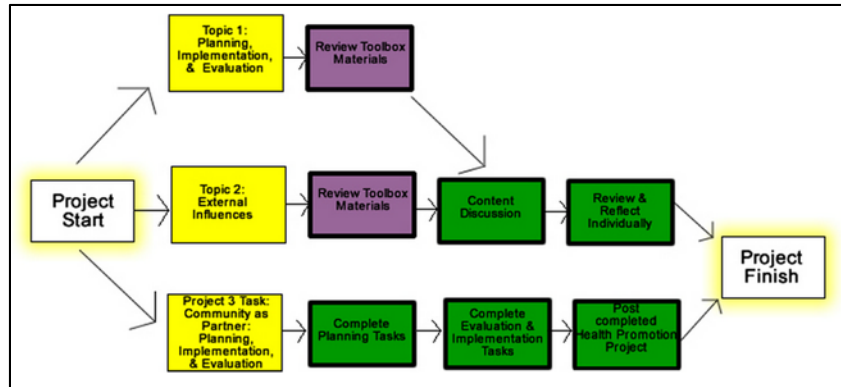 Topic 1:
Planning,
Implementation,
& Evaluation
Review Toolbox
Materials
Project
Start
Topic 2:
External
Influences
Review Toolbox
Materials
Content
Discussion
Review &
Reflect
Individually
Project
Finish
Project 3 Task:
Community as
Partner:
Planning,
Implementation,
& Evaluation
Complete
Planning Tasks
Complete
Evaluation &
Implementation
Tasks
Post
completed
Health Promotion
Project